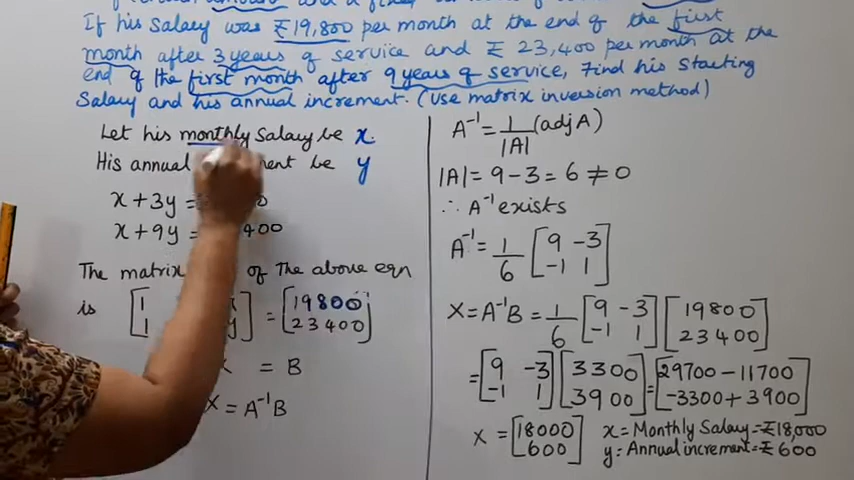 If his Salary was ₹19,800 per month at the end of the first
month after 3 years of service and ₹ 23,400 per month at the
end of the first month after 9 years of service, Find his Starting
Salary and his annual increment. (Use matrix inversion method)
Let his monthly Salary be x.
His annual be y
x + 3y =
x + 9y = 400
The matrix of The above eqn
is [1 = [19800
1 23400]
= B
X = A⁻¹B
A⁻¹ = 1/|A| (adj A)
|A| = 9 - 3 = 6 ≠ 0
∴ A⁻¹ exists
A⁻¹ = 1/6 [9 -3
-1 1]
X = A⁻¹B = 1/6 [9 -3 [19800
-1 1] 23400]
= [9 -3 [3300 = [29700 - 11700
-1 1] 3900] -3300 + 3900]
X = [18000 x = Monthly Salary = ₹18,000
600] y: Annual increment = ₹600